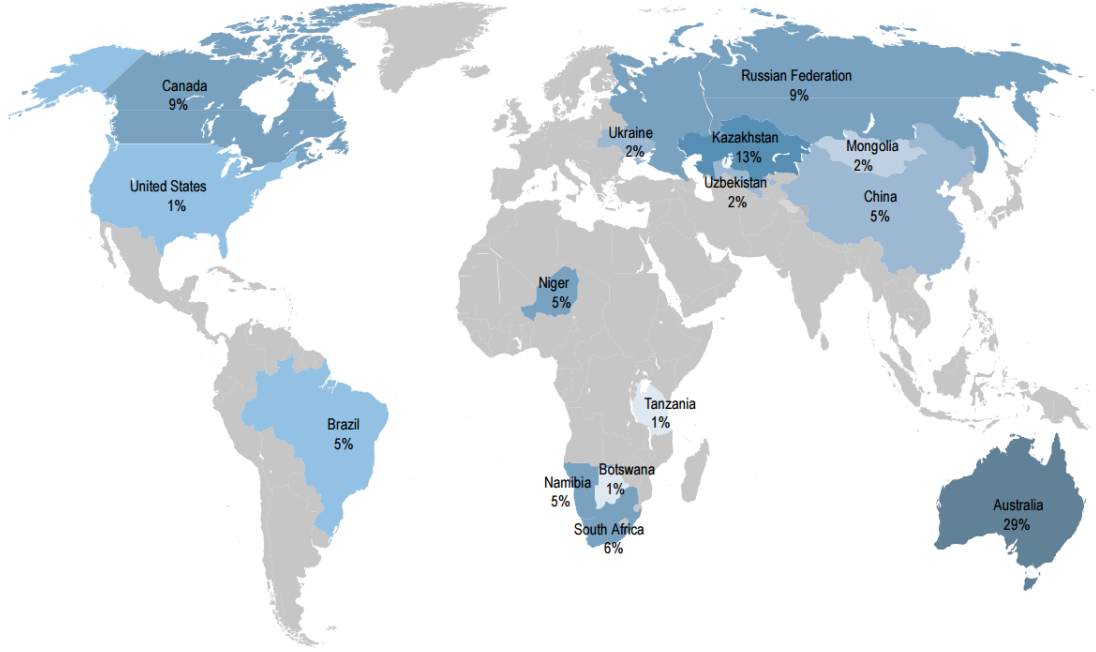 Canada
9%
Russian Federation
9%
Ukraine
2%
Kazakhstan
13%
Mongolia
2%
United States
1%
Uzbekistan
2%
China
5%
Niger
5%
Tanzania
1%
Brazil
5%
Botswana
1%
Namibia
5%
South Africa
6%
Australia
29%